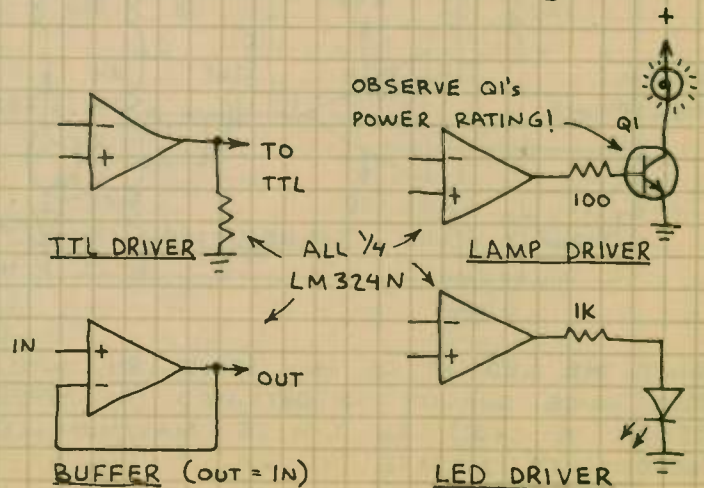 +
OBSERVE Q1's
POWER RATING!
Q1
-
+
TO
TTL
-
+
100
TTL DRIVER
ALL 1/4
LM324N
LAMP DRIVER
IN
+
-
OUT
-
+
1K
BUFFER (OUT = IN)
LED DRIVER